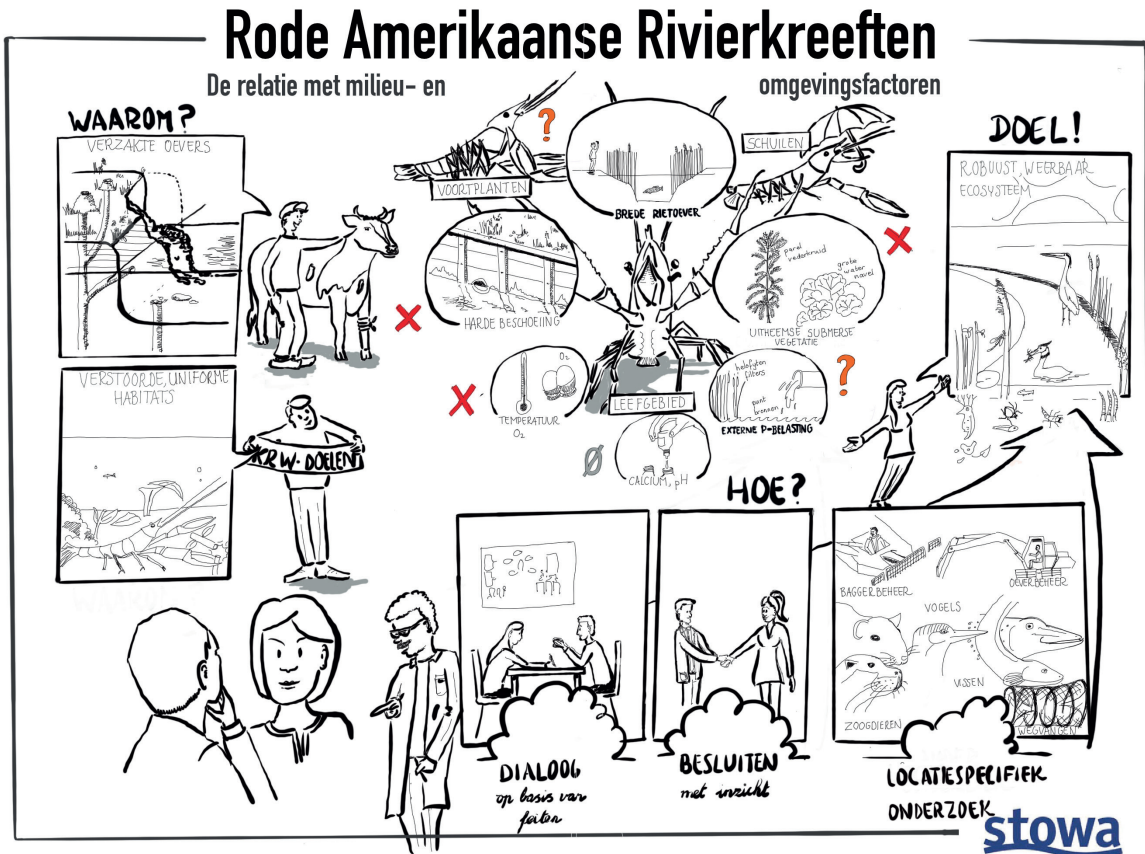 Rode Amerikaanse Rivierkreeften
De relatie met milieu- en omgevingsfactoren
WAAROM?
VERZAKTE OEVERS
VERSTOORDE, UNIFORME
HABITATS
KRW-DOELEN
?
VOORTPLANTEN
BREDE RIETOEVER
SCHUILEN
HARDE BESCHOEIING
parel
vederkruid
grote
water
navel
UITHEEMSE SUBMERSE
VEGETATIE
O₂
TEMPERATUUR
O₂
LEEFGEBIED
helofyten
filters
punt
bronnen
EXTERNE P-BELASTING
?
Ø
CALCIUM, pH
DOEL!
ROBUUST, WEERBAAR
ECOSYSTEEM
HOE?
DIALOOG
op basis van
feiten
BESLUITEN
met inzicht
BAGGERBEHEER
OEVERBEHEER
VOGELS
VISSEN
ZOOGDIEREN
WEGVANGEN
LOCATIESPECIFIEK
ONDERZOEK
stowa